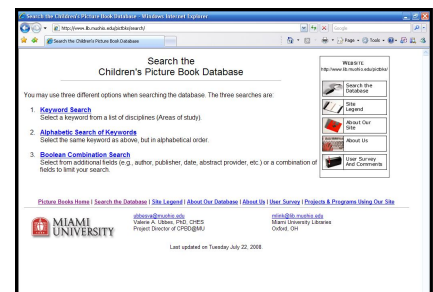 Search the Children's Picture Book Database - Windows Internet Explorer
http://www.lib.muohio.edu/pictbks/search/
Google
Search the Children's Picture Book Database
Page
Tools
Search the
Children's Picture Book Database
You may use three different options when searching the database. The three searches are:
1. Keyword Search
Select a keyword from a list of disciplines (Areas of study).
2. Alphabetic Search of Keywords
Select the same keyword as above, but in alphabetical order.
3. Boolean Combination Search
Select from additional fields (e.g., author, publisher, date, abstract provider, etc.) or a combination of
fields to limit your search.
WEBSITE
http://www.lib.muohio.edu/pictbks/
Search the
Database
Site
Legend
About Our
Site
About Us
User Survey
And Comments
Picture Books Home | Search the Database | Site Legend | About Our Database | About Us | User Survey | Projects & Programs Using Our Site
MIAMI
UNIVERSITY
ubbesva@muohio.edu
Valerie A. Ubbes, PhD, CHES
Project Director of CPBD@MU
mlink@lib.muohio.edu
Miami University Libraries
Oxford, OH
Last updated on Tuesday July 22, 2008.